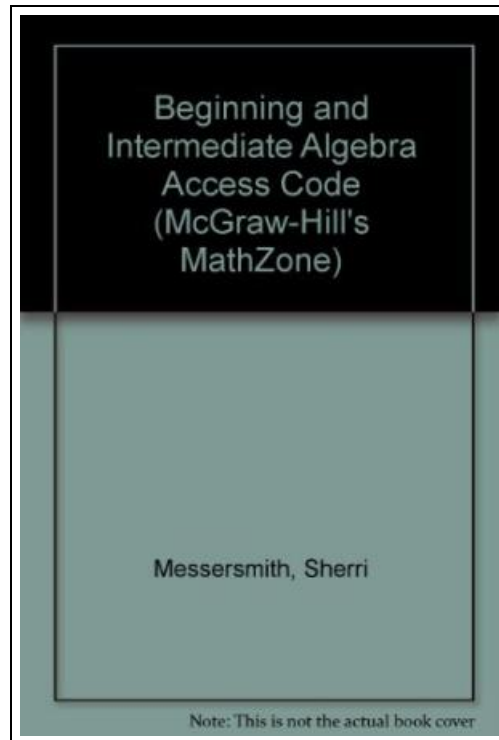 Beginning and
Intermediate Algebra
Access Code
(McGraw-Hill's
MathZone)
Messersmith, Sherri
Note: This is not the actual book cover